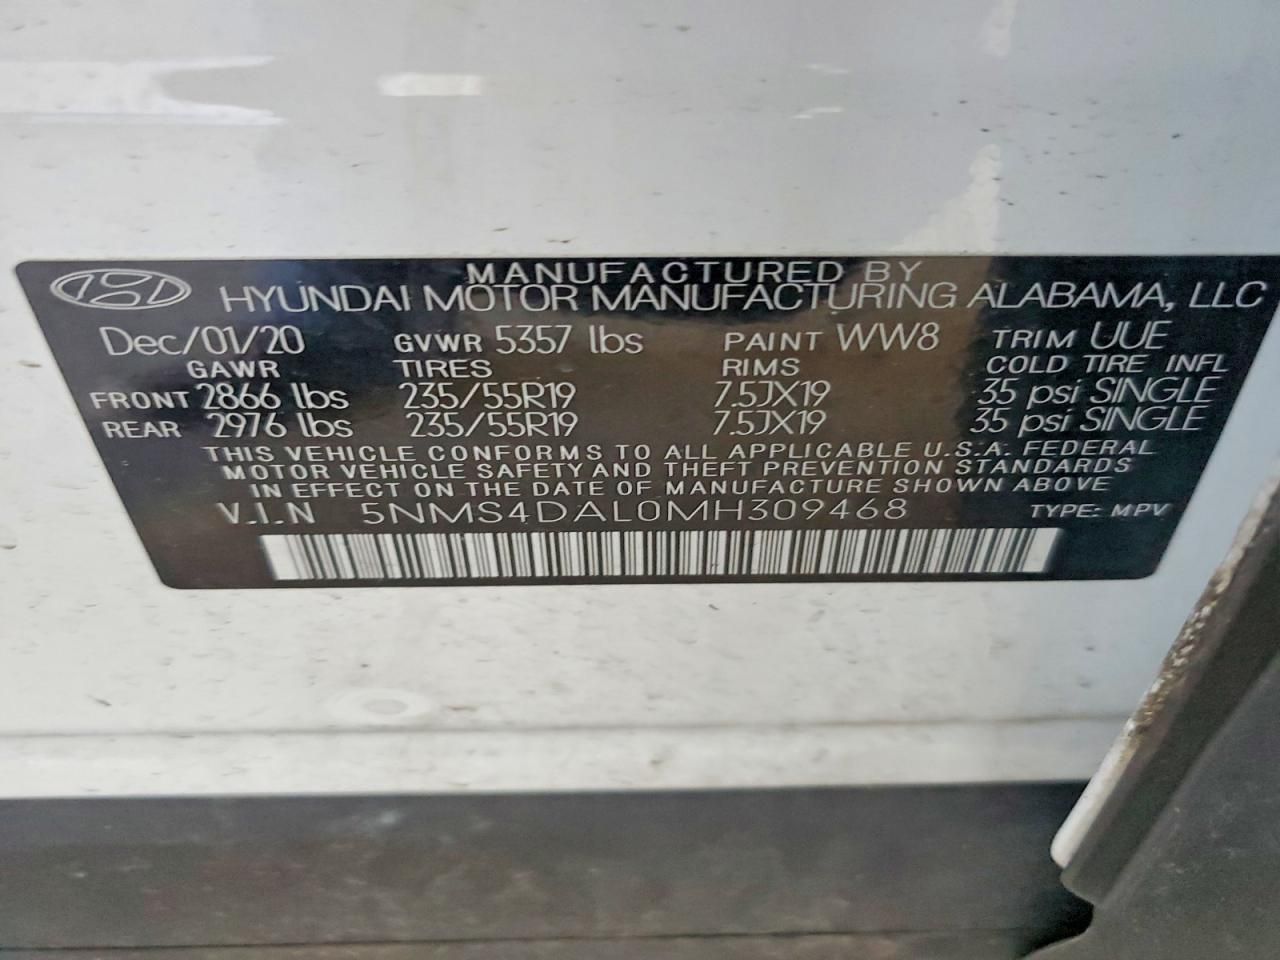 MANUFACTURED BY
HYUNDAI MOTOR MANUFACTURING ALABAMA, LLC
Dec/01/20 GVWR 5357 lbs PAINT WW8 TRIM UUE
GAWR TIRES RIMS COLD TIRE INFL
FRONT 2866 lbs 235/55R19 7.5JX19 35 psi SINGLE
REAR 2976 lbs 235/55R19 7.5JX19 35 psi SINGLE
THIS VEHICLE CONFORMS TO ALL APPLICABLE U.S.A. FEDERAL
MOTOR VEHICLE SAFETY AND THEFT PREVENTION STANDARDS
IN EFFECT ON THE DATE OF MANUFACTURE SHOWN ABOVE
V.I.N 5NMS4DAL0MH309468 TYPE: MPV